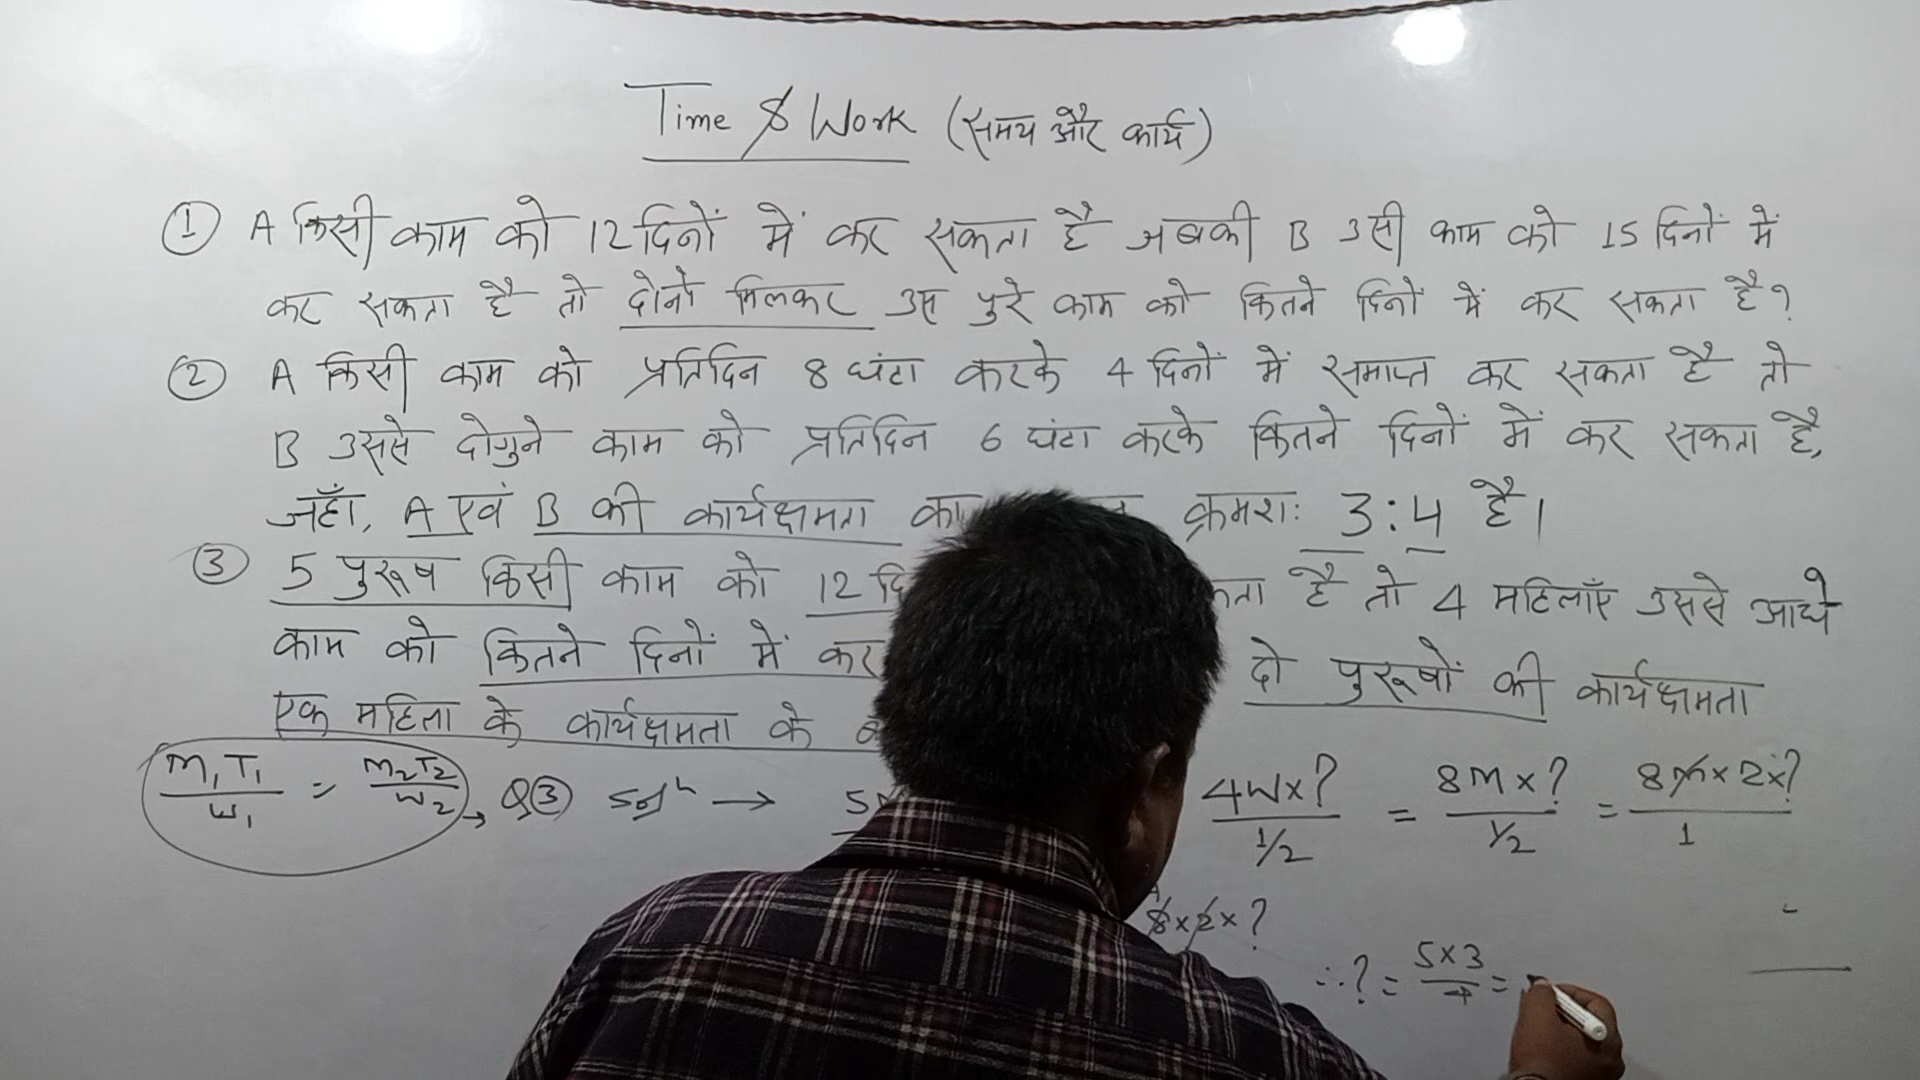 Time & Work (समय और कार्य)
① A किसी काम को 12 दिनों में कर सकता है जबकी B उसी काम को 15 दिनों में
कर सकता है तो दोनो मिलकर उस पुरे काम को कितने दिनों में कर सकता है?
② A किसी काम को प्रतिदिन 8 घंटा करके 4 दिनों में समाप्त कर सकता है तो
B उससे दोगुने काम को प्रतिदिन 6 घंटा करके कितने दिनों में कर सकता है,
जहाँ, A एवं B की कार्यक्षमता का क्रमशः 3:4 है।
③ 5 पुरूष किसी काम को 12 है तो 4 महिलाएँ उससे आधे
काम को कितने दिनों में कर दो पुरूषों की कार्यक्षमता
एक महिला के कार्यक्षमता के
M₁T₁/W₁ = M₂T₂/W₂ → Q③ Solⁿ → 4W×?/1/2 = 8M×?/1/2 = 8M×2×?/1
8×2×?
∴ ? = 5×3/4 =